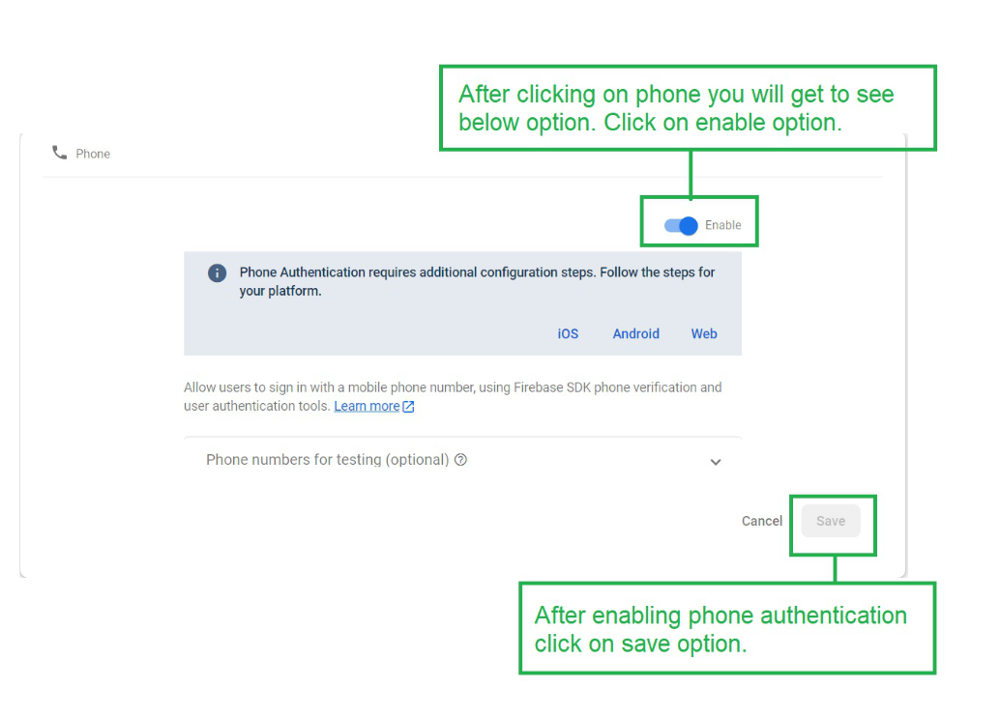 After clicking on phone you will get to see
below option. Click on enable option.
Phone
Enable
Phone Authentication requires additional configuration steps. Follow the steps for
your platform.
iOS Android Web
Allow users to sign in with a mobile phone number, using Firebase SDK phone verification and
user authentication tools. Learn more
Phone numbers for testing (optional)
Cancel Save
After enabling phone authentication
click on save option.